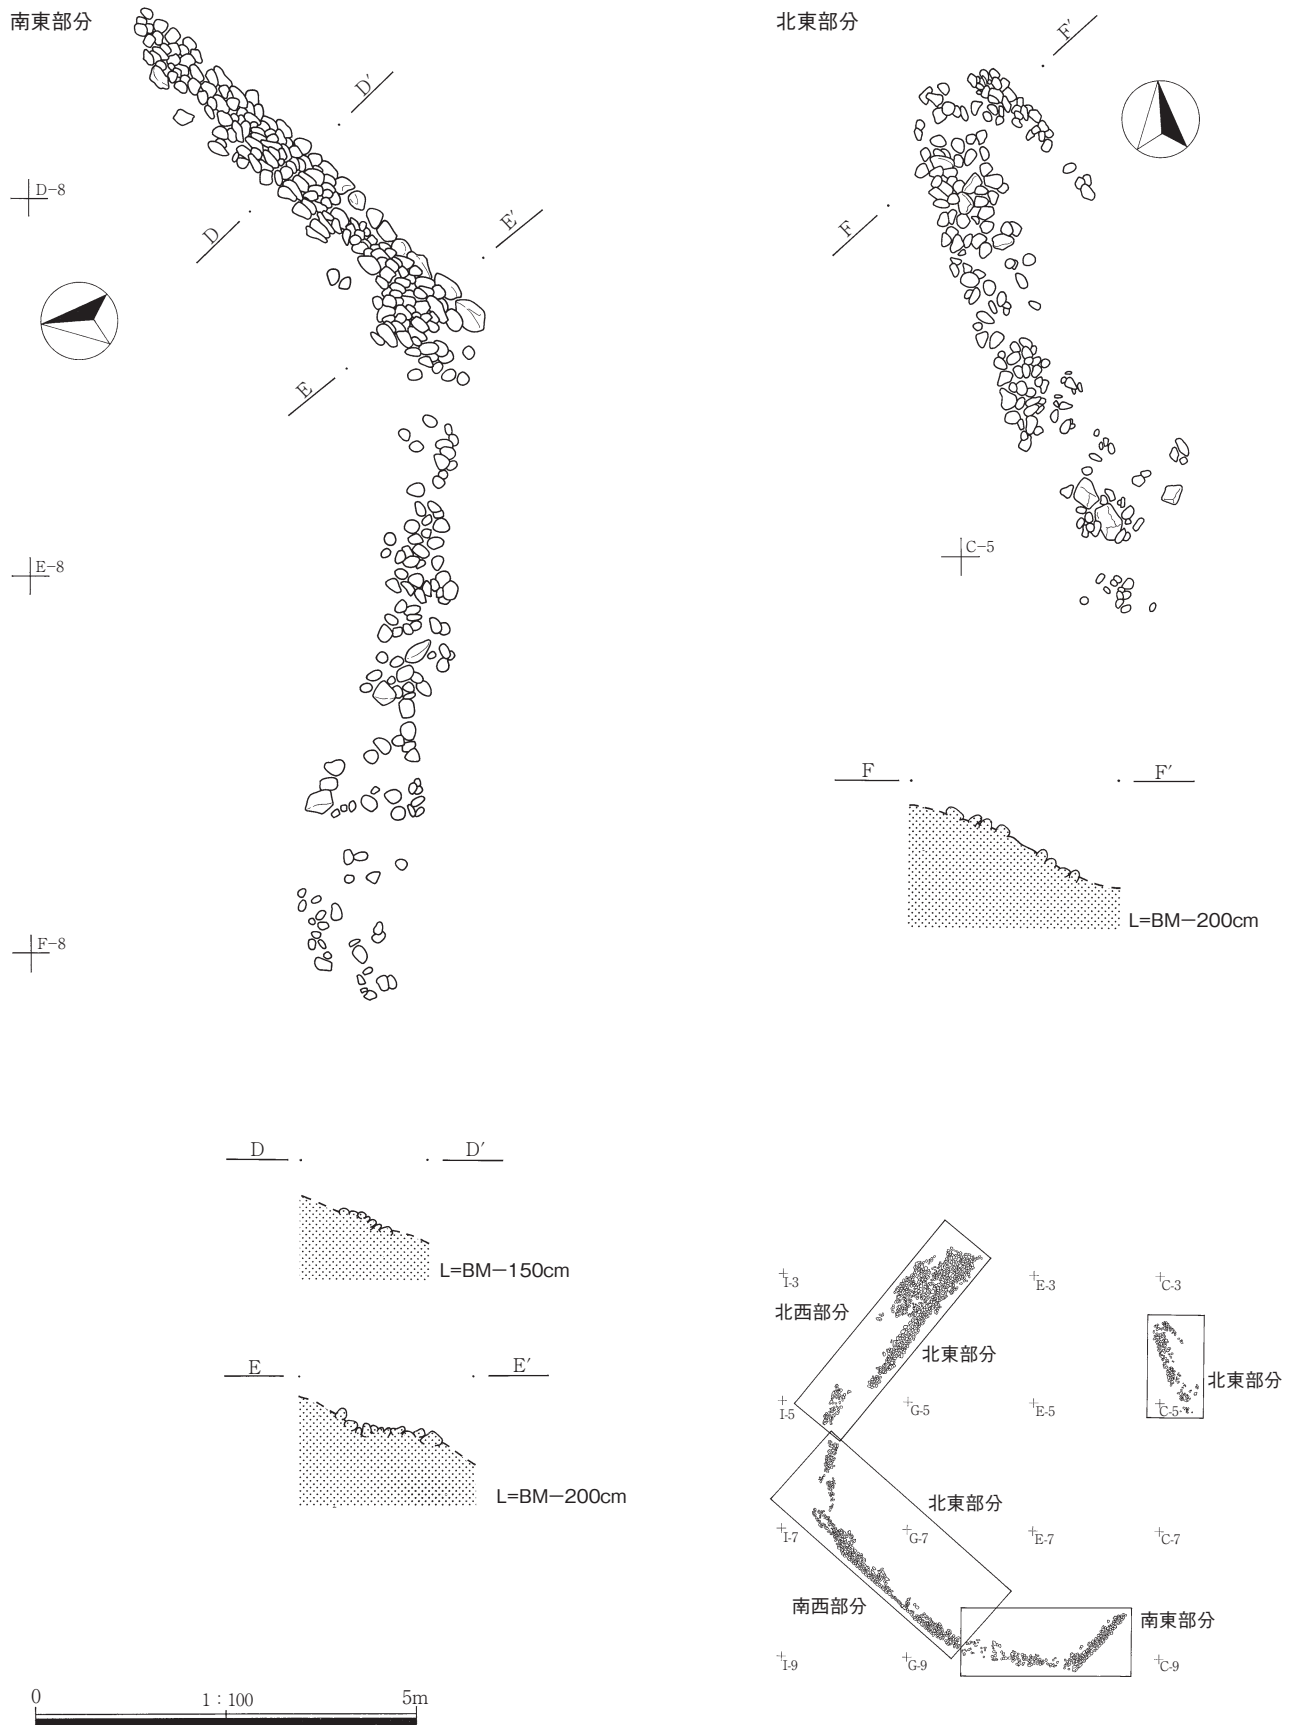 南東部分
D′
D-8
D
E′
E
E-8
F-8
北東部分
F′
F
C-5
F
F′
L=BM−200cm
D
D′
L=BM−150cm
E
E′
L=BM−200cm
I-3
E-3
C-3
北西部分
北東部分
北東部分
I-5
G-5
E-5
C-5
北東部分
I-7
G-7
E-7
C-7
南西部分
南東部分
I-9
G-9
C-9
0
1：100
5m